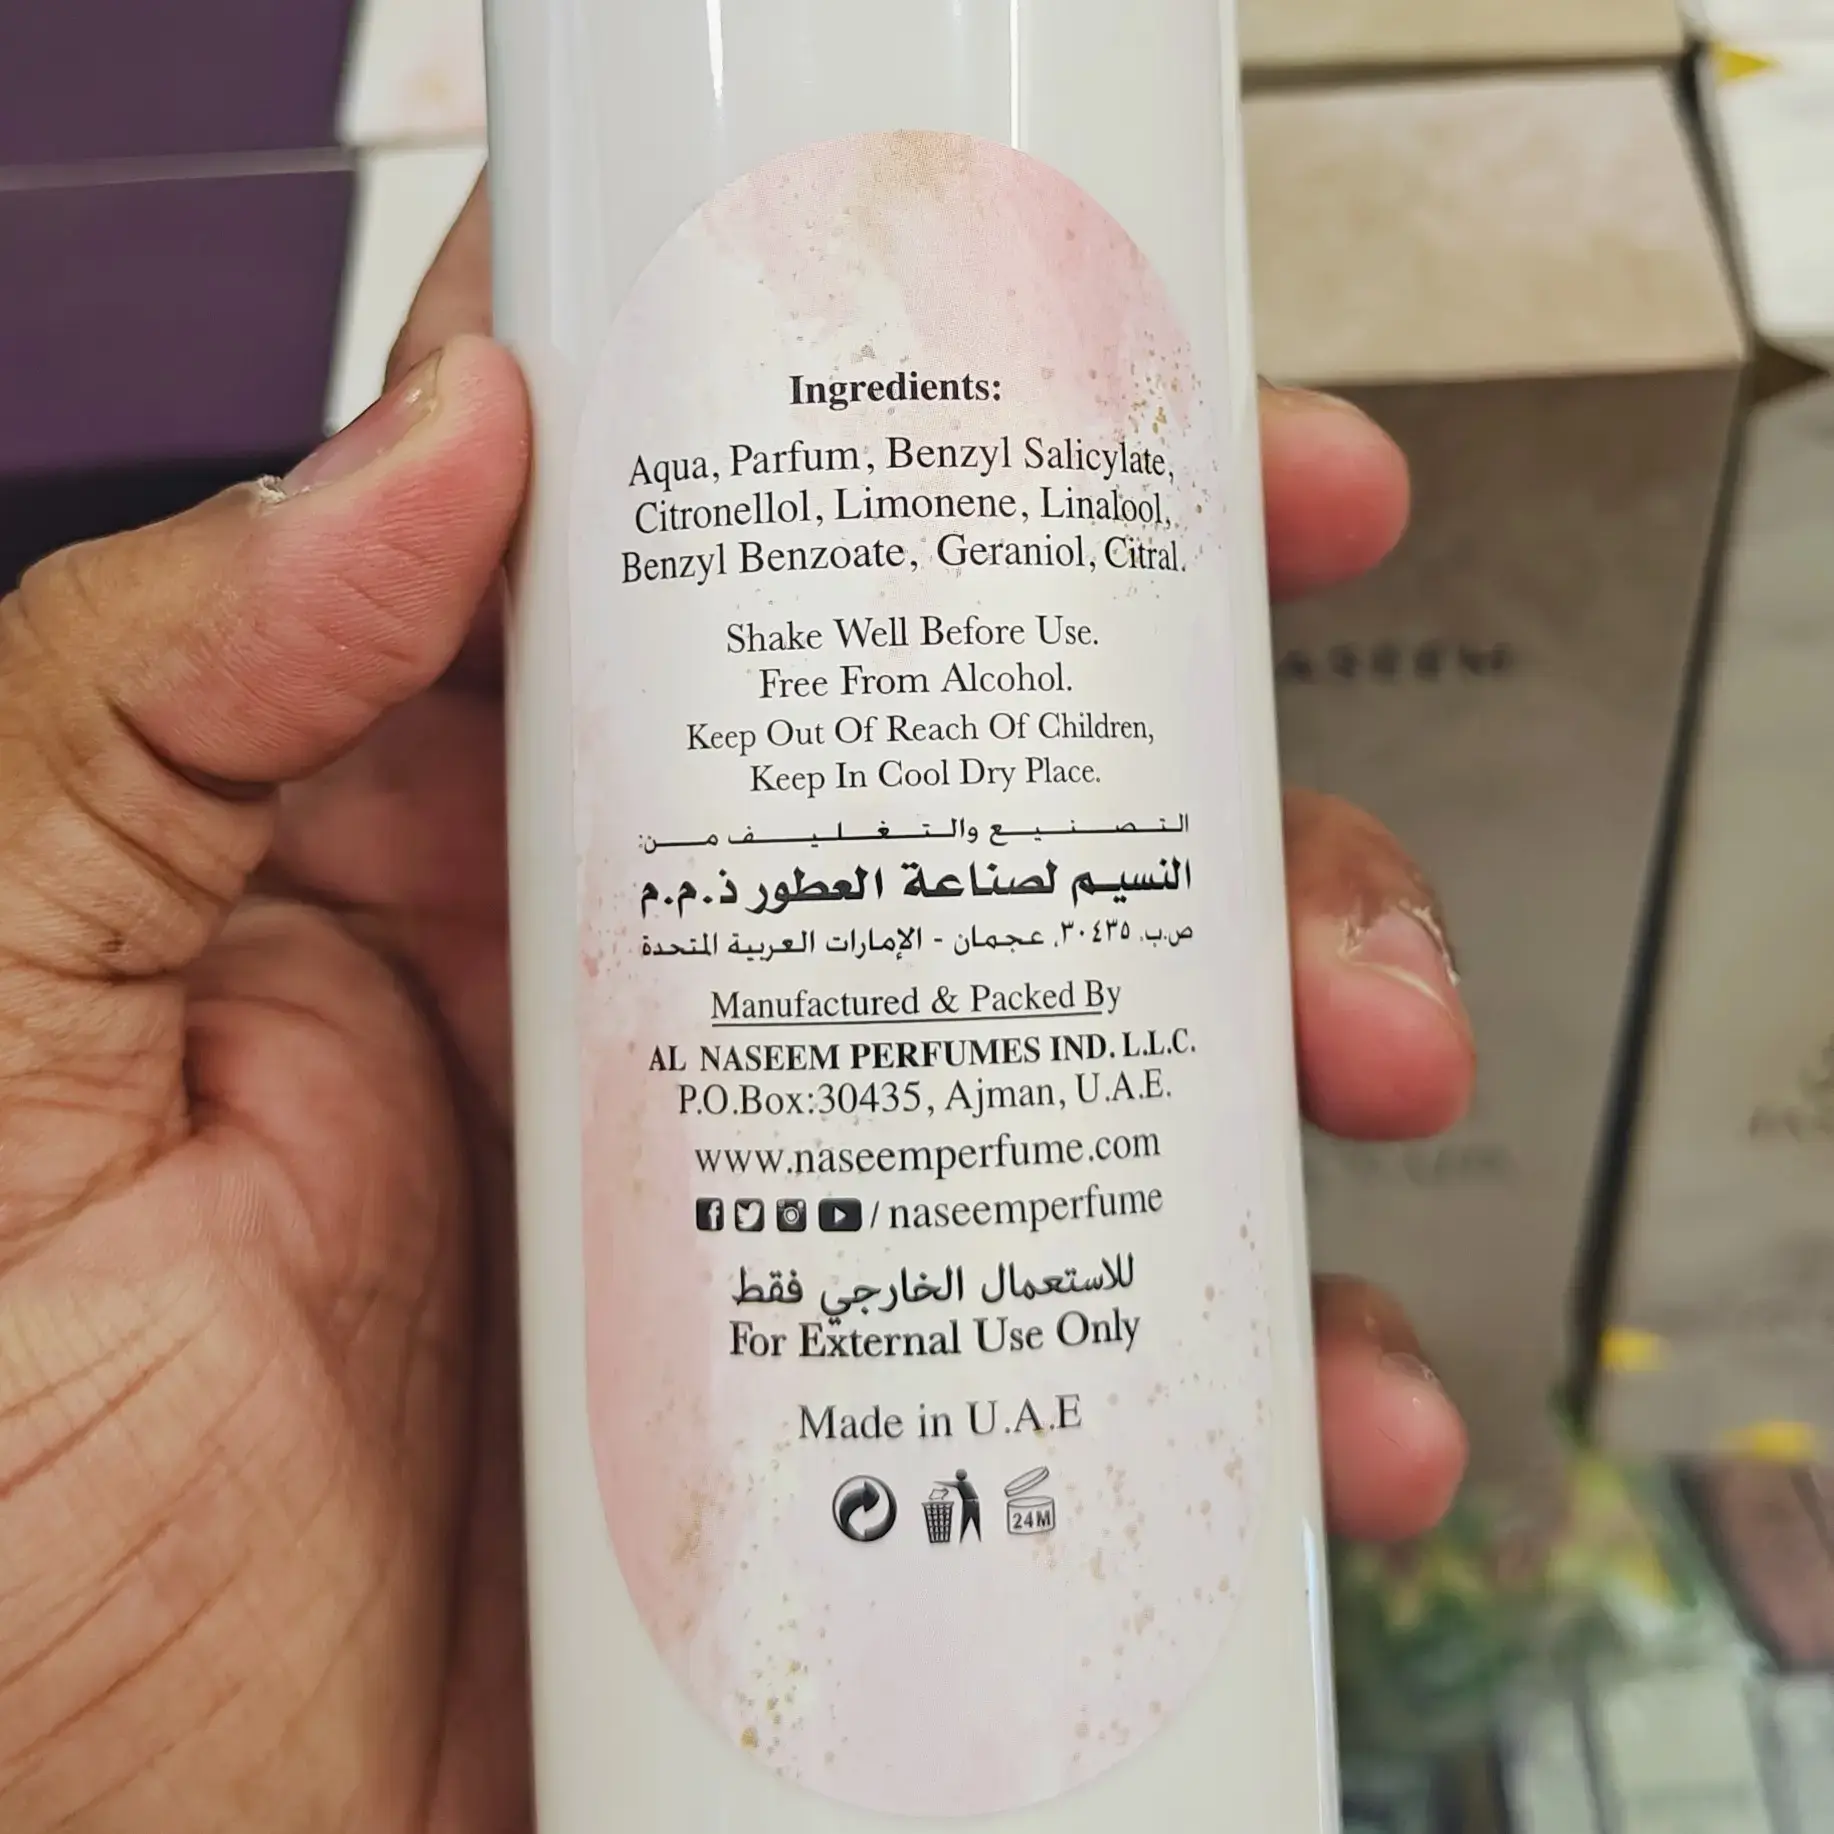 Ingredients:
Aqua, Parfum, Benzyl Salicylate,
Citronellol, Limonene, Linalool,
Benzyl Benzoate, Geraniol, Citral.
Shake Well Before Use.
Free From Alcohol.
Keep Out Of Reach Of Children,
Keep In Cool Dry Place.
التصنيع والتغليف من:
النسيم لصناعة العطور ذ.م.م
ص.ب. ٣٠٤٣٥، عجمان - الإمارات العربية المتحدة
Manufactured & Packed By
AL NASEEM PERFUMES IND. L.L.C.
P.O.Box:30435, Ajman, U.A.E.
www.naseemperfume.com
/ naseemperfume
للاستعمال الخارجي فقط
For External Use Only
Made in U.A.E
24M
NASEEM